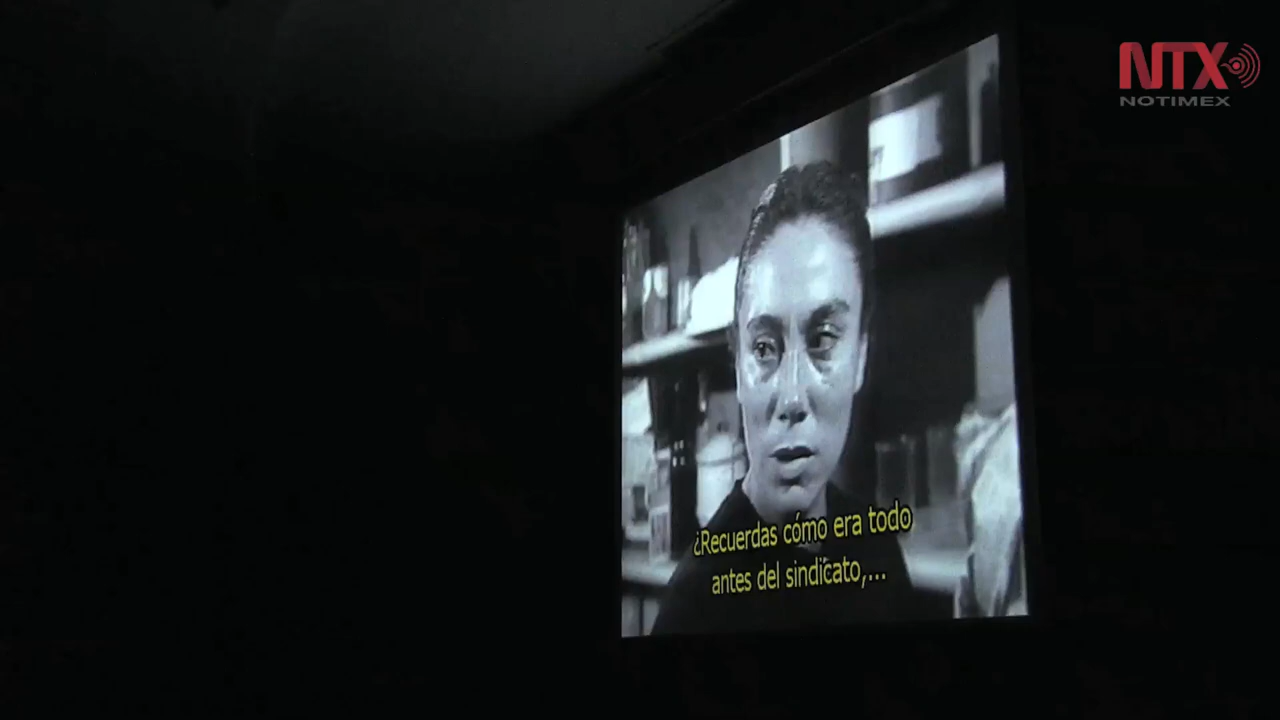 NTX
NOTIMEX
¿Recuerdas cómo era todo
antes del sindicato,...